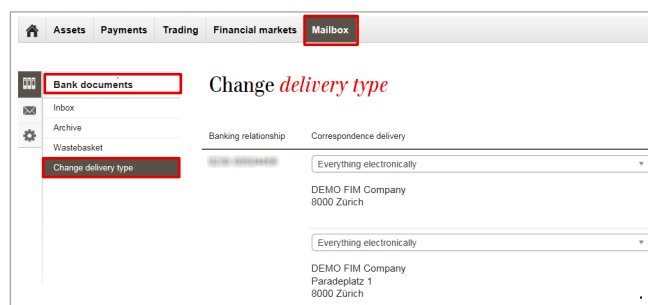 Assets Payments Trading Financial markets Mailbox
Bank documents
Inbox
Archive
Wastebasket
Change delivery type
Change delivery type
Banking relationship Correspondence delivery
Everything electronically
DEMO FIM Company
8000 Zürich
Everything electronically
DEMO FIM Company
Paradeplatz 1
8000 Zürich